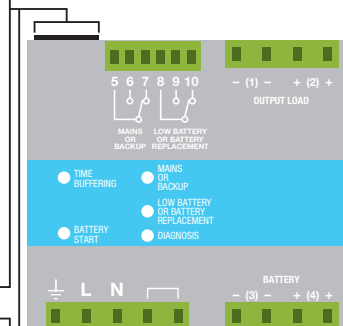 5 6 7 8 9 10
– (1) – + (2) +
OUTPUT LOAD
MAINS
OR
BACKUP
LOW BATTERY
OR BATTERY
REPLACEMENT
TIME
BUFFERING
MAINS
OR
BACKUP
LOW BATTERY
OR BATTERY
REPLACEMENT
BATTERY
START
DIAGNOSIS
L N
BATTERY
– (3) – + (4) +